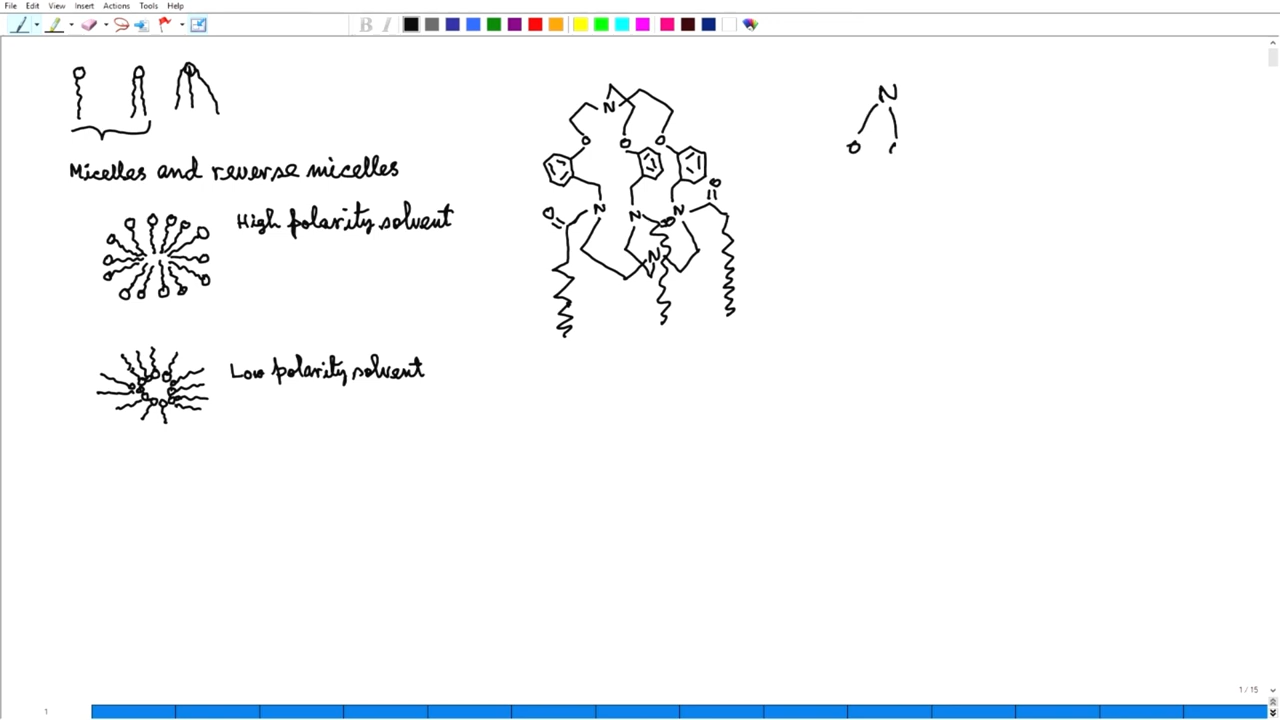 File Edit View Insert Actions Tools Help
B I
Micelles and reverse micelles
High polarity solvent
Low polarity solvent
N
O O O
N N N
O O O
N
N
O
1 / 15
1